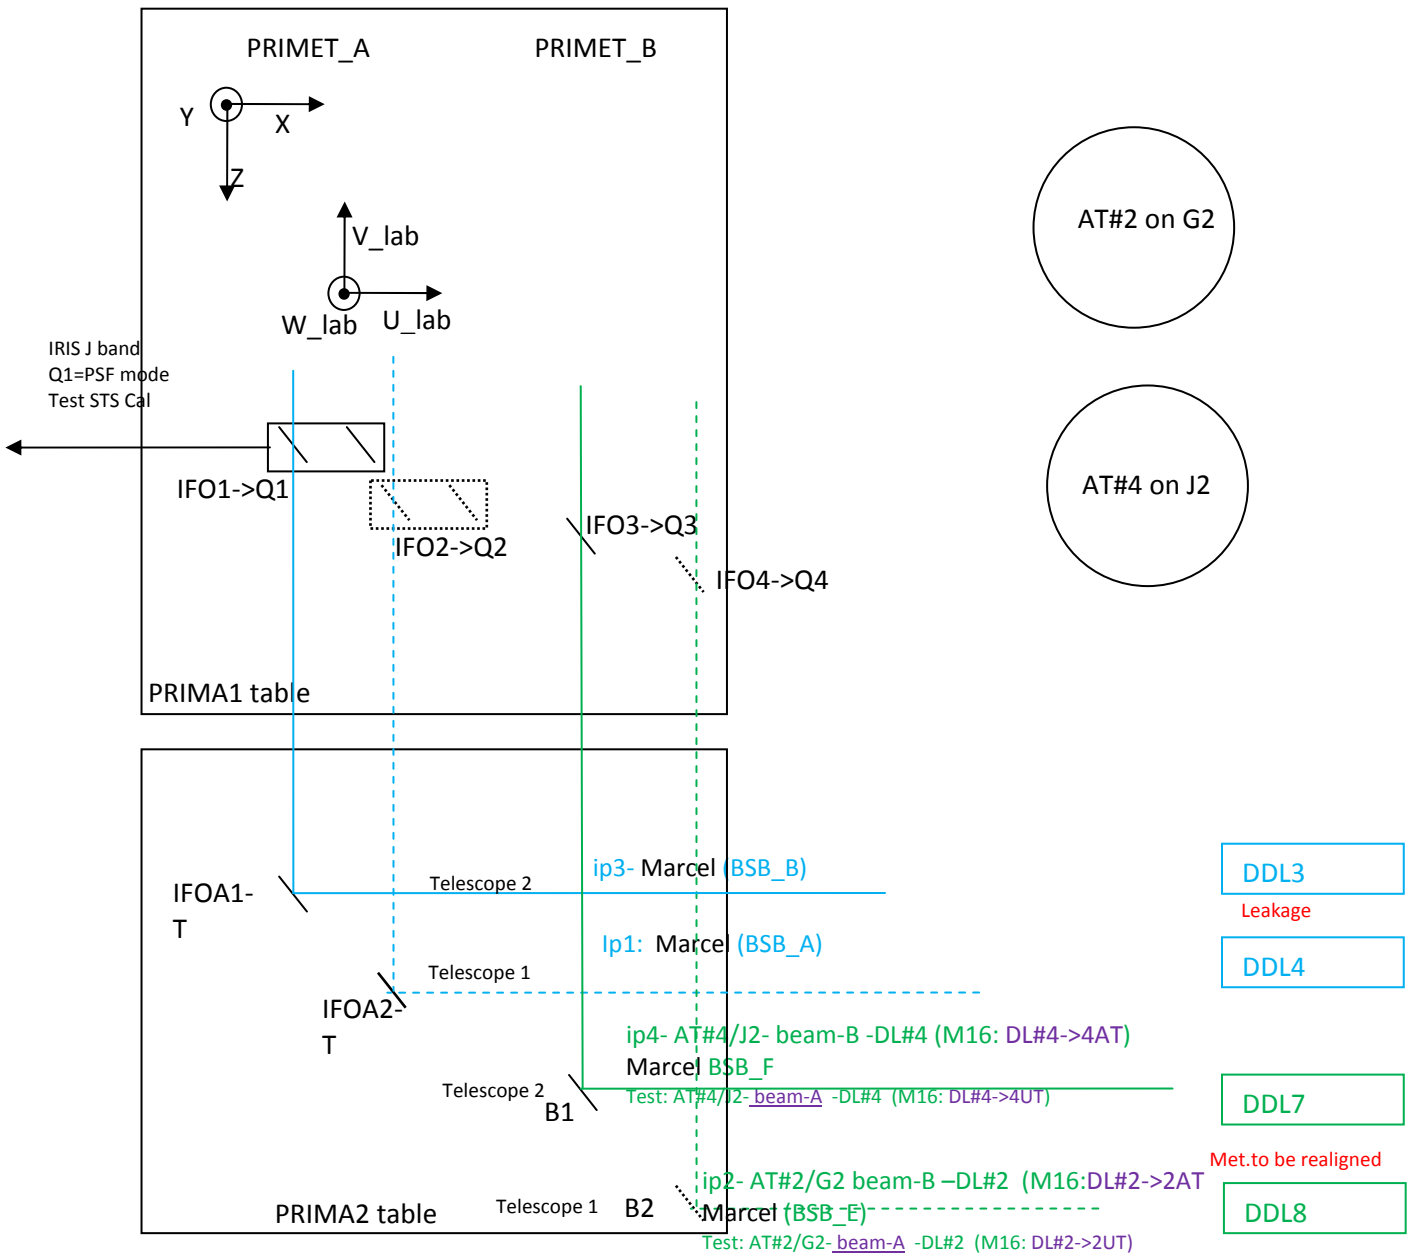 PRIMET_A
PRIMET_B
Y
X
Z
V_lab
W_lab
U_lab
AT#2 on G2
IRIS J band
Q1=PSF mode
Test STS Cal
IFO1->Q1
IFO2->Q2
IFO3->Q3
IFO4->Q4
AT#4 on J2
PRIMA1 table
ip3- Marcel (BSB_B)
Telescope 2
IFOA1-
T
DDL3
Leakage
Ip1: Marcel (BSB_A)
Telescope 1
IFOA2-
T
DDL4
ip4- AT#4/J2- beam-B -DL#4 (M16: DL#4->4AT)
Marcel BSB_F
Test: AT#4/J2- beam-A -DL#4 (M16: DL#4->4UT)
Telescope 2
B1
DDL7
Met.to be realigned
ip2- AT#2/G2 beam-B –DL#2 (M16:DL#2->2AT
Marcel (BSB_E)
Test: AT#2/G2- beam-A -DL#2 (M16: DL#2->2UT)
Telescope 1
B2
DDL8
PRIMA2 table